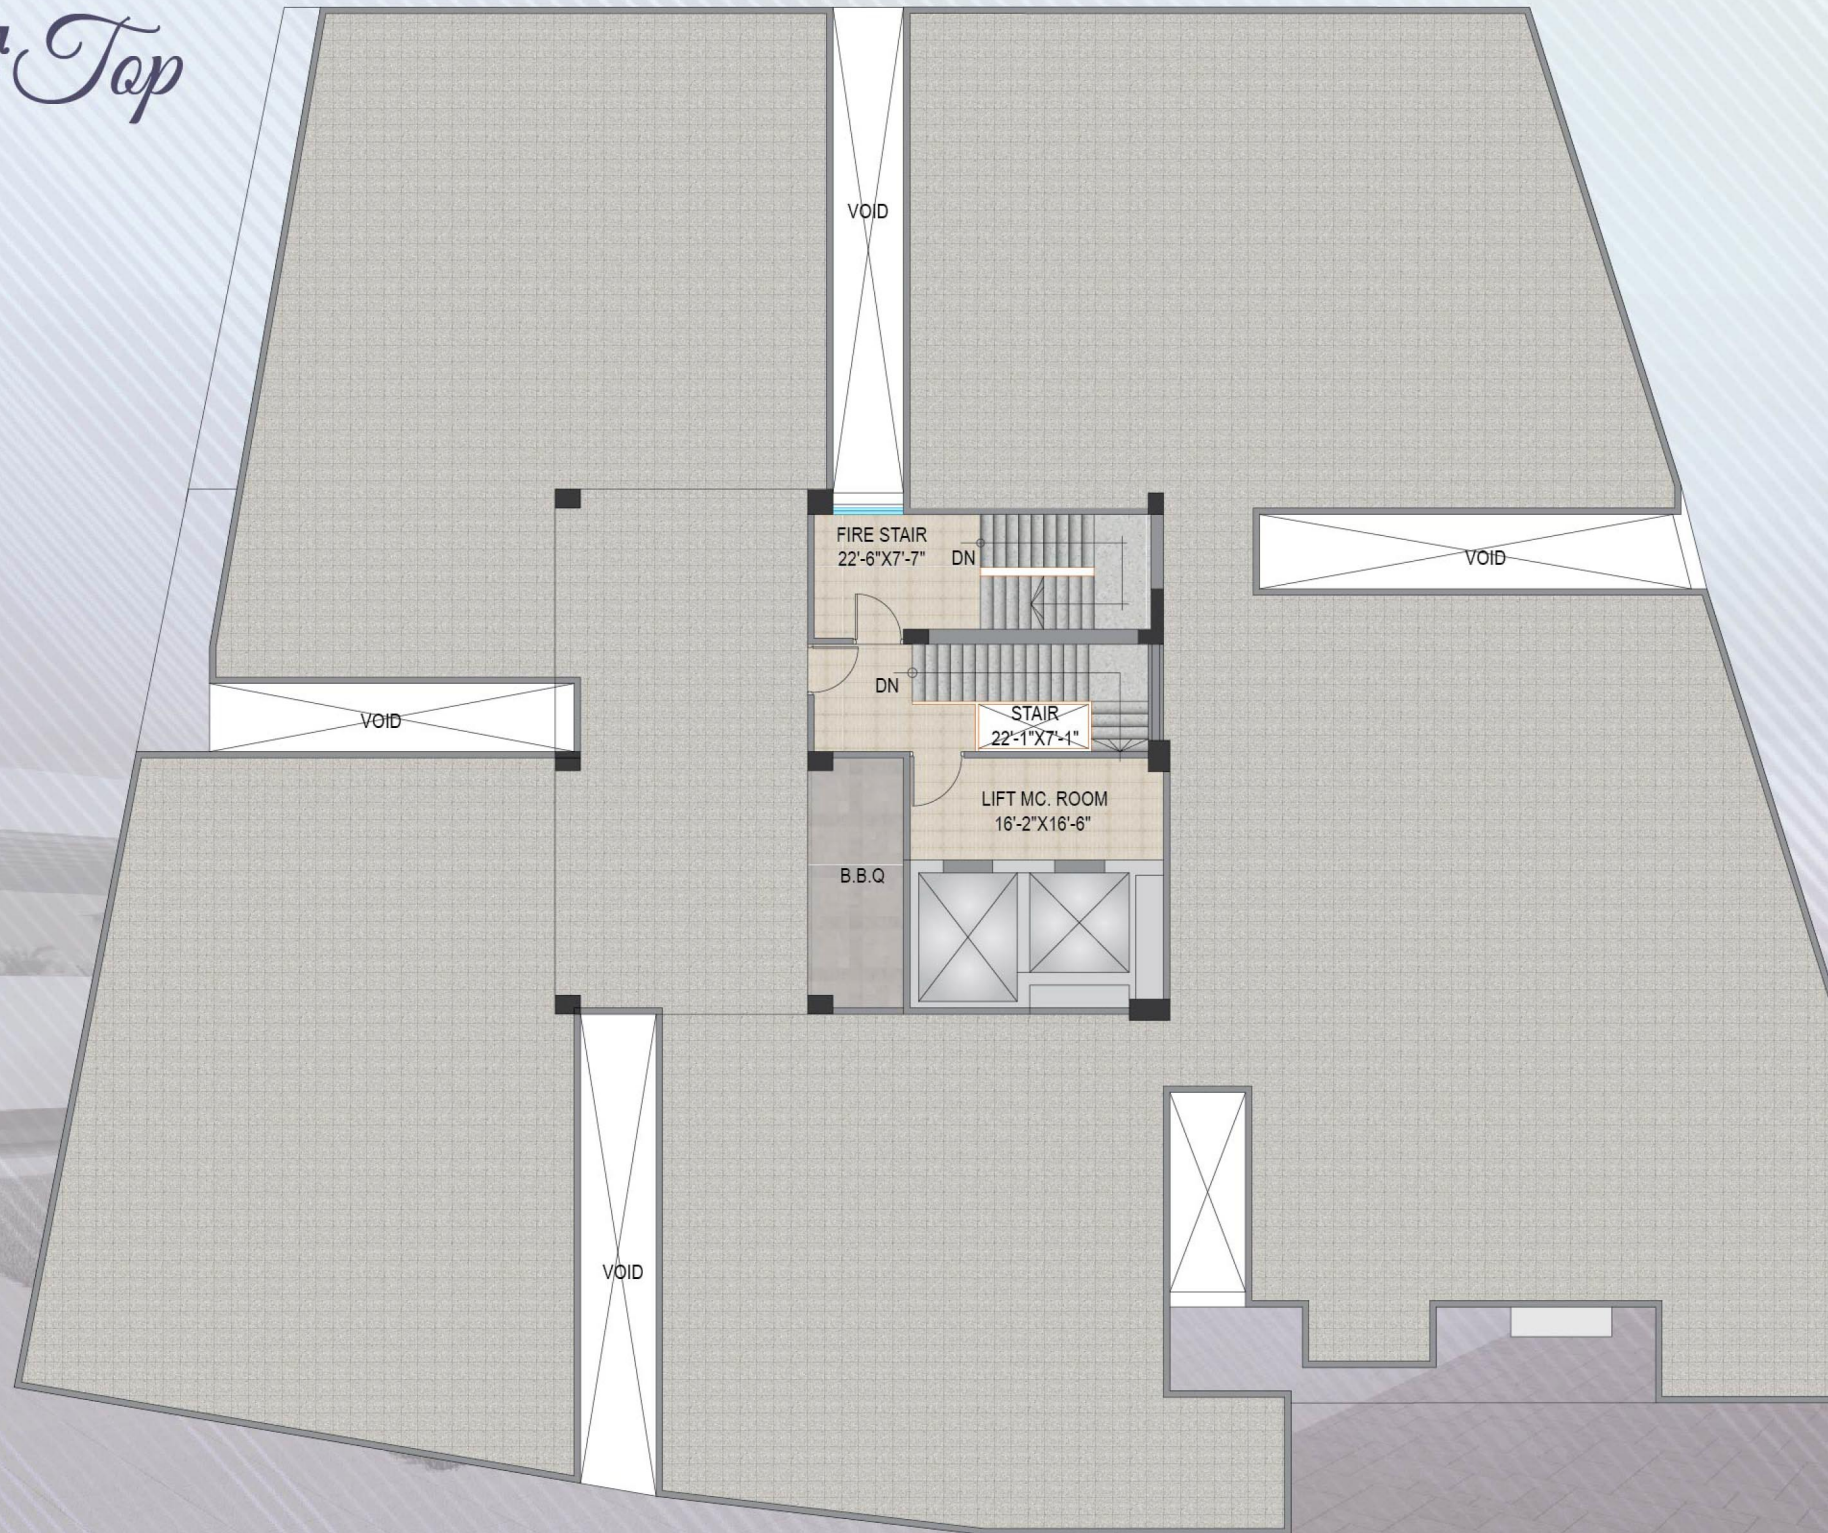 Top
VOID
FIRE STAIR
22'-6"X7'-7"
DN
VOID
DN
STAIR
22'-1"X7'-1"
VOID
LIFT MC. ROOM
16'-2"X16'-6"
B.B.Q
VOID